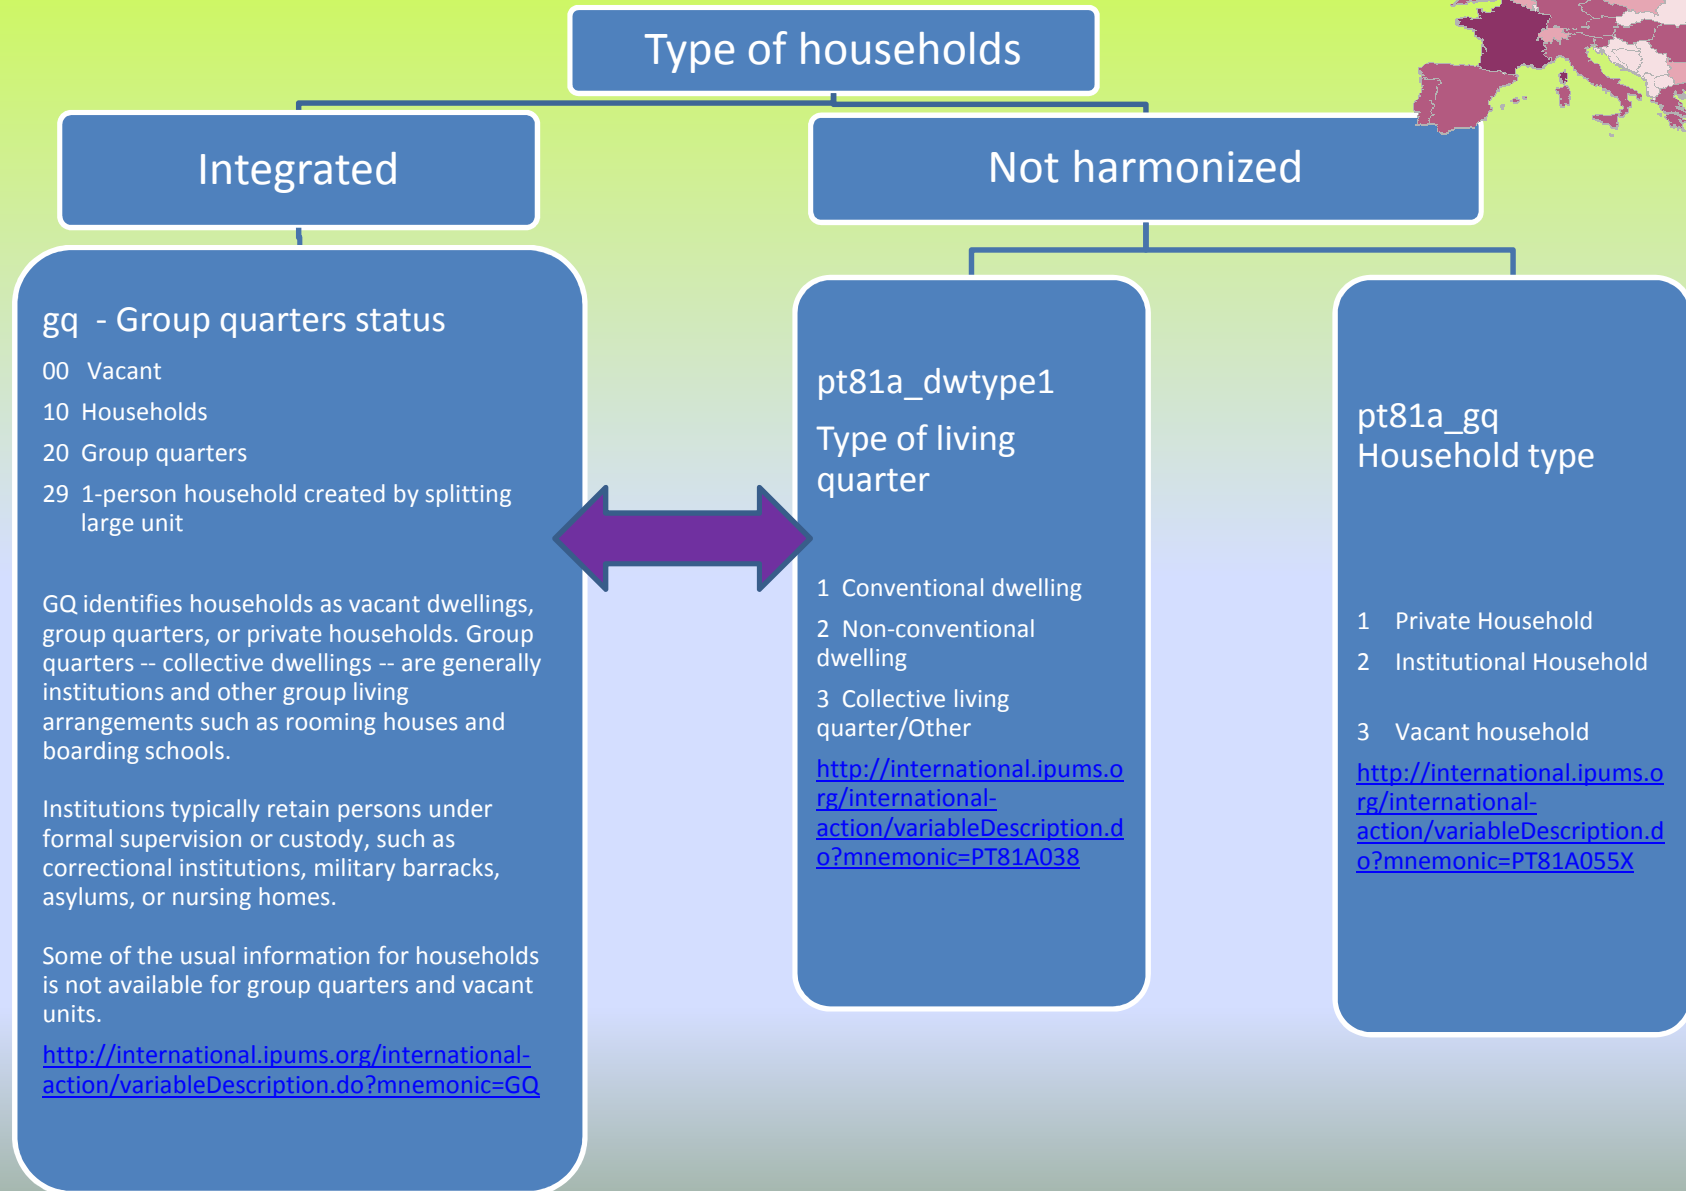 Type of households
Integrated
Not harmonized
gq - Group quarters status
00 Vacant
10 Households
20 Group quarters
29 1-person household created by splitting
large unit
GQ identifies households as vacant dwellings,
group quarters, or private households. Group
quarters -- collective dwellings -- are generally
institutions and other group living
arrangements such as rooming houses and
boarding schools.
Institutions typically retain persons under
formal supervision or custody, such as
correctional institutions, military barracks,
asylums, or nursing homes.
Some of the usual information for households
is not available for group quarters and vacant
units.
http://international.ipums.org/international-
action/variableDescription.do?mnemonic=GQ
pt81a_dwtype1
Type of living
quarter
1 Conventional dwelling
2 Non-conventional
dwelling
3 Collective living
quarter/Other
http://international.ipums.o
rg/international-
action/variableDescription.d
o?mnemonic=PT81A038
pt81a_gq
Household type
1 Private Household
2 Institutional Household
3 Vacant household
http://international.ipums.o
rg/international-
action/variableDescription.d
o?mnemonic=PT81A055X